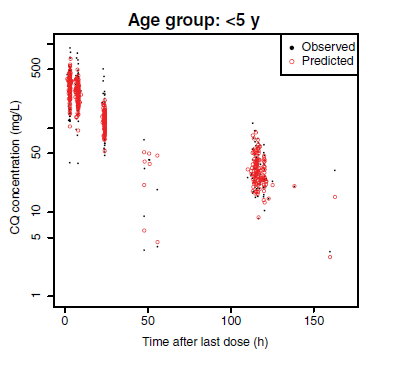 Age group: <5 y
Observed
Predicted
500
50
10
5
1
CQ concentration (mg/L)
0
50
100
150
Time after last dose (h)